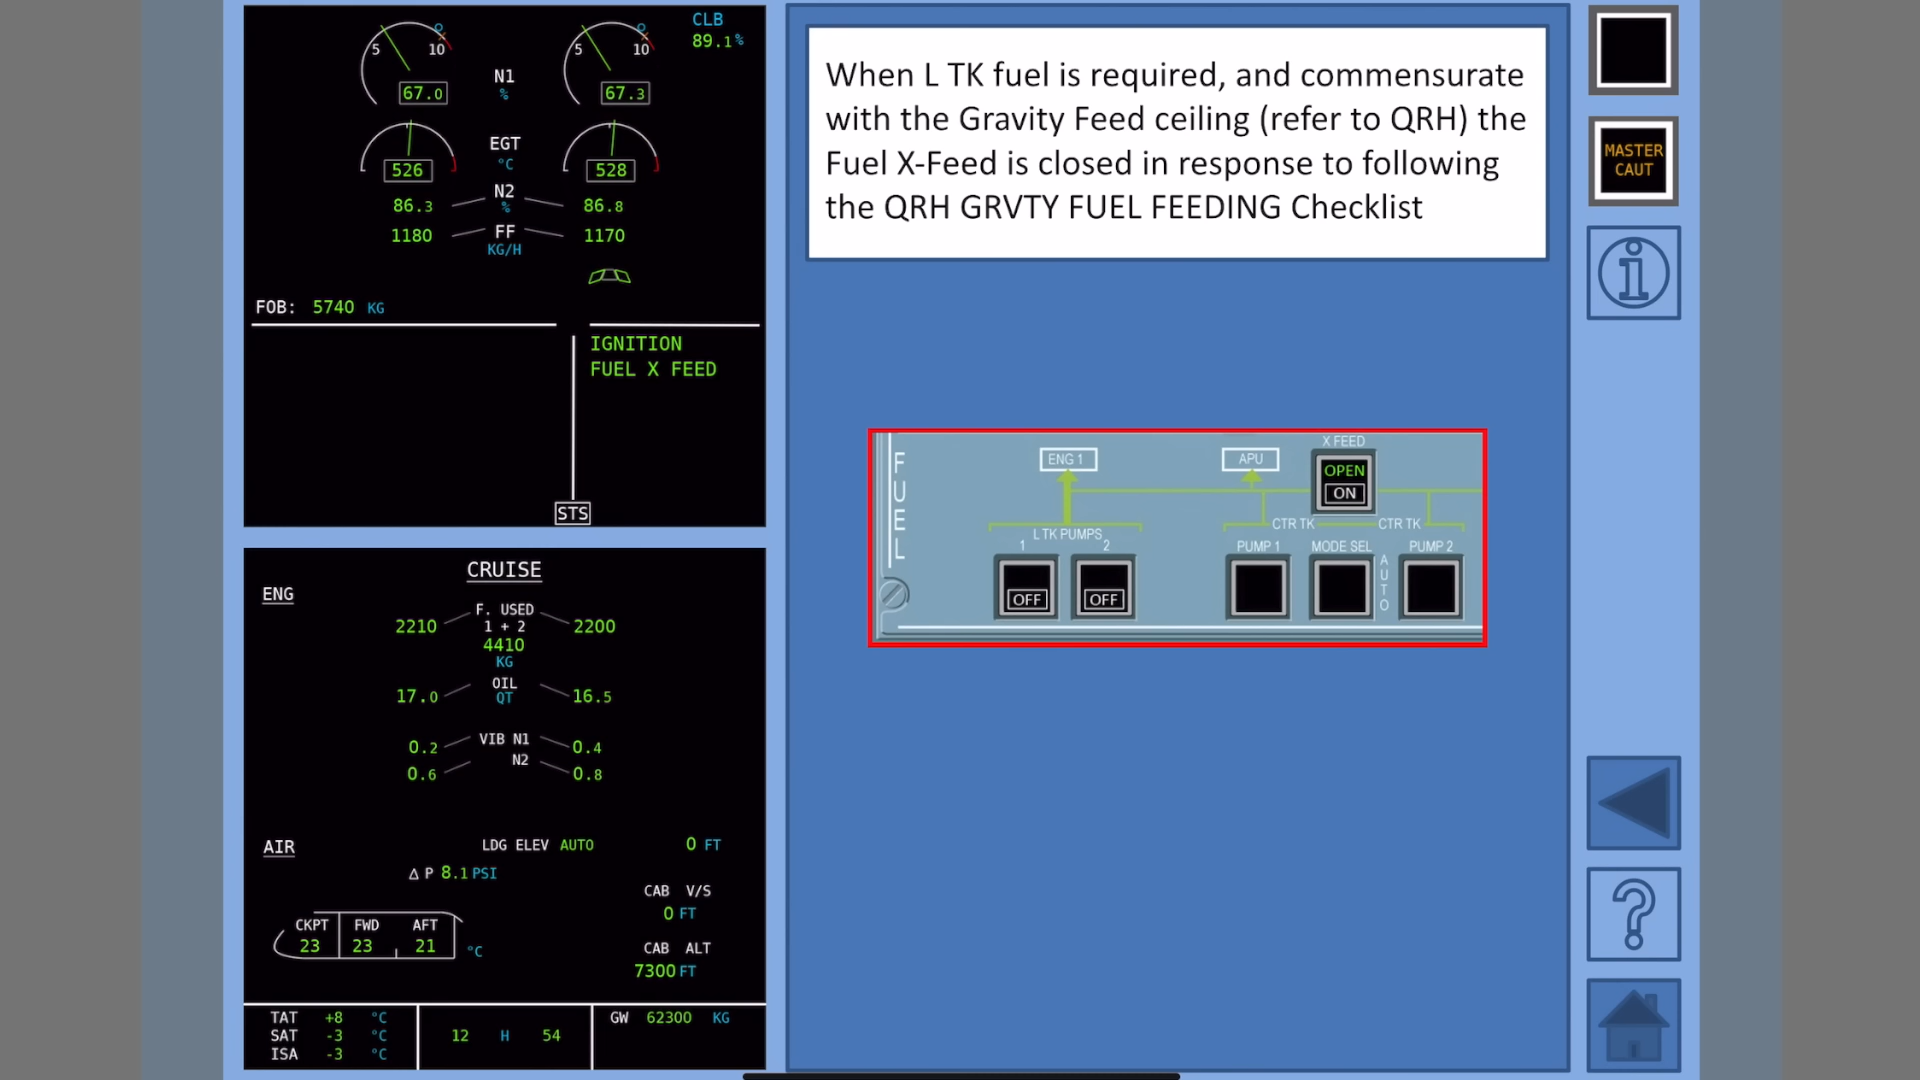 CLB
89.1 %
5 10
5 10
N1
%
67.0
67.3
EGT
°C
526
528
N2
%
86.3
86.8
FF
KG/H
1180
1170
FOB: 5740 KG
IGNITION
FUEL X FEED
STS
CRUISE
ENG
F. USED
1 + 2
2210
2200
4410
KG
OIL
QT
17.0
16.5
VIB N1
0.2
0.4
N2
0.6
0.8
AIR
LDG ELEV AUTO 0 FT
Δ P 8.1 PSI
CAB V/S
0 FT
CKPT FWD AFT
23 23 21 °C
CAB ALT
7300 FT
TAT +8 °C
SAT -3 °C
ISA -3 °C
12 H 54
GW 62300 KG
When L TK fuel is required, and commensurate
with the Gravity Feed ceiling (refer to QRH) the
Fuel X-Feed is closed in response to following
the QRH GRVTY FUEL FEEDING Checklist
FUEL
ENG 1
APU
X FEED
OPEN
ON
L TK PUMPS
1 2
OFF
OFF
CTR TK
CTR TK
PUMP 1
MODE SEL
AUTO
PUMP 2
MASTER
CAUT
i
?